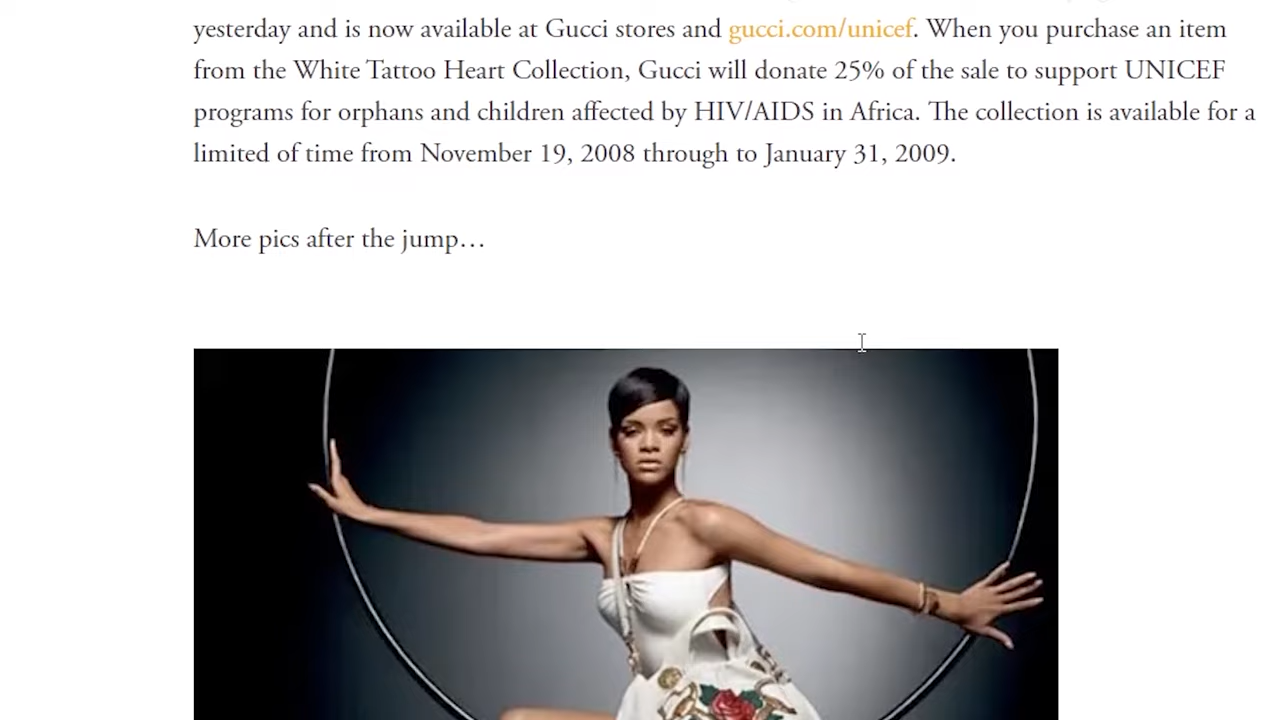 yesterday and is now available at Gucci stores and gucci.com/unicef. When you purchase an item
from the White Tattoo Heart Collection, Gucci will donate 25% of the sale to support UNICEF
programs for orphans and children affected by HIV/AIDS in Africa. The collection is available for a
limited of time from November 19, 2008 through to January 31, 2009.
More pics after the jump…